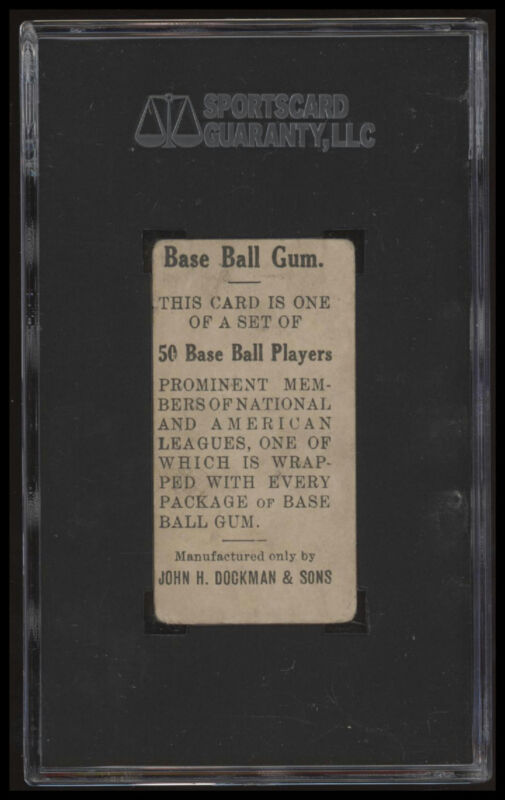 SPORTSCARD
GUARANTY, LLC
Base Ball Gum.
THIS CARD IS ONE
OF A SET OF
50 Base Ball Players
PROMINENT MEM-
BERS OF NATIONAL
AND AMERICAN
LEAGUES, ONE OF
WHICH IS WRAP-
PED WITH EVERY
PACKAGE OF BASE
BALL GUM.
Manufactured only by
JOHN H. DOCKMAN & SONS